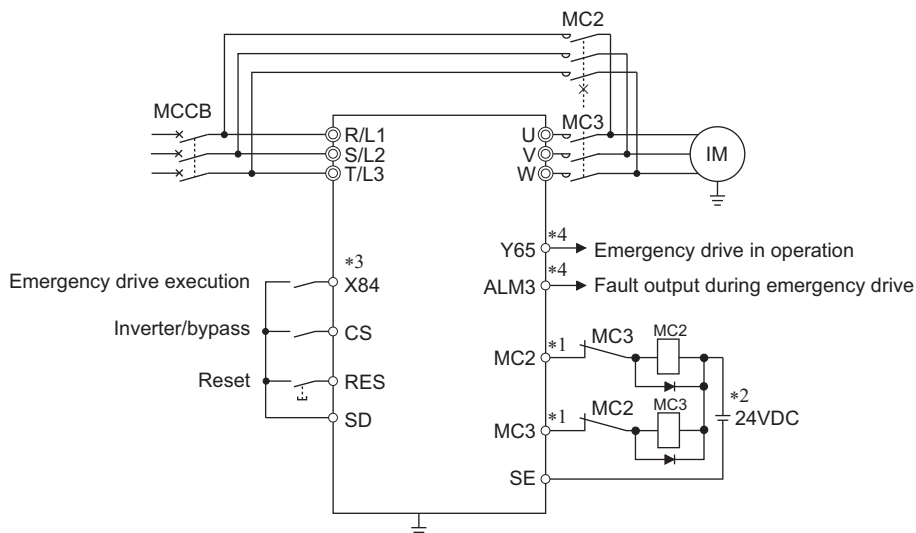 MC2
MCCB
MC3
R/L1
S/L2
T/L3
U
V
W
IM
*3
Emergency drive execution
X84
Inverter/bypass
CS
Reset
RES
SD
Y65
*4
Emergency drive in operation
ALM3
*4
Fault output during emergency drive
MC2
*1
MC3
MC2
MC3
*1
MC2
MC3
*2
24VDC
SE